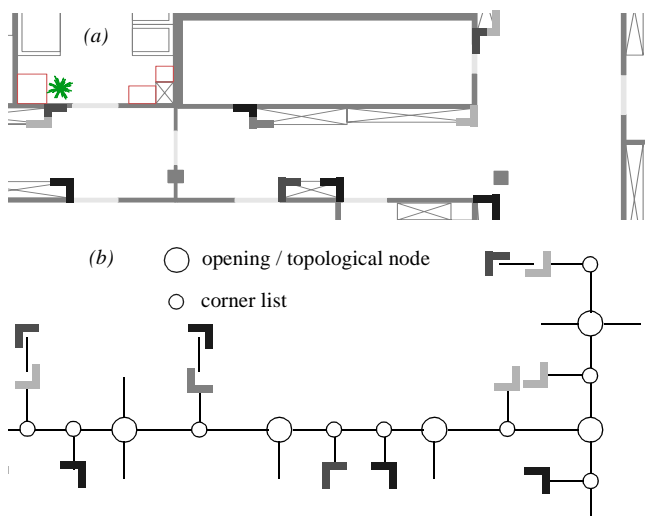 (a)
(b) opening / topological node
corner list